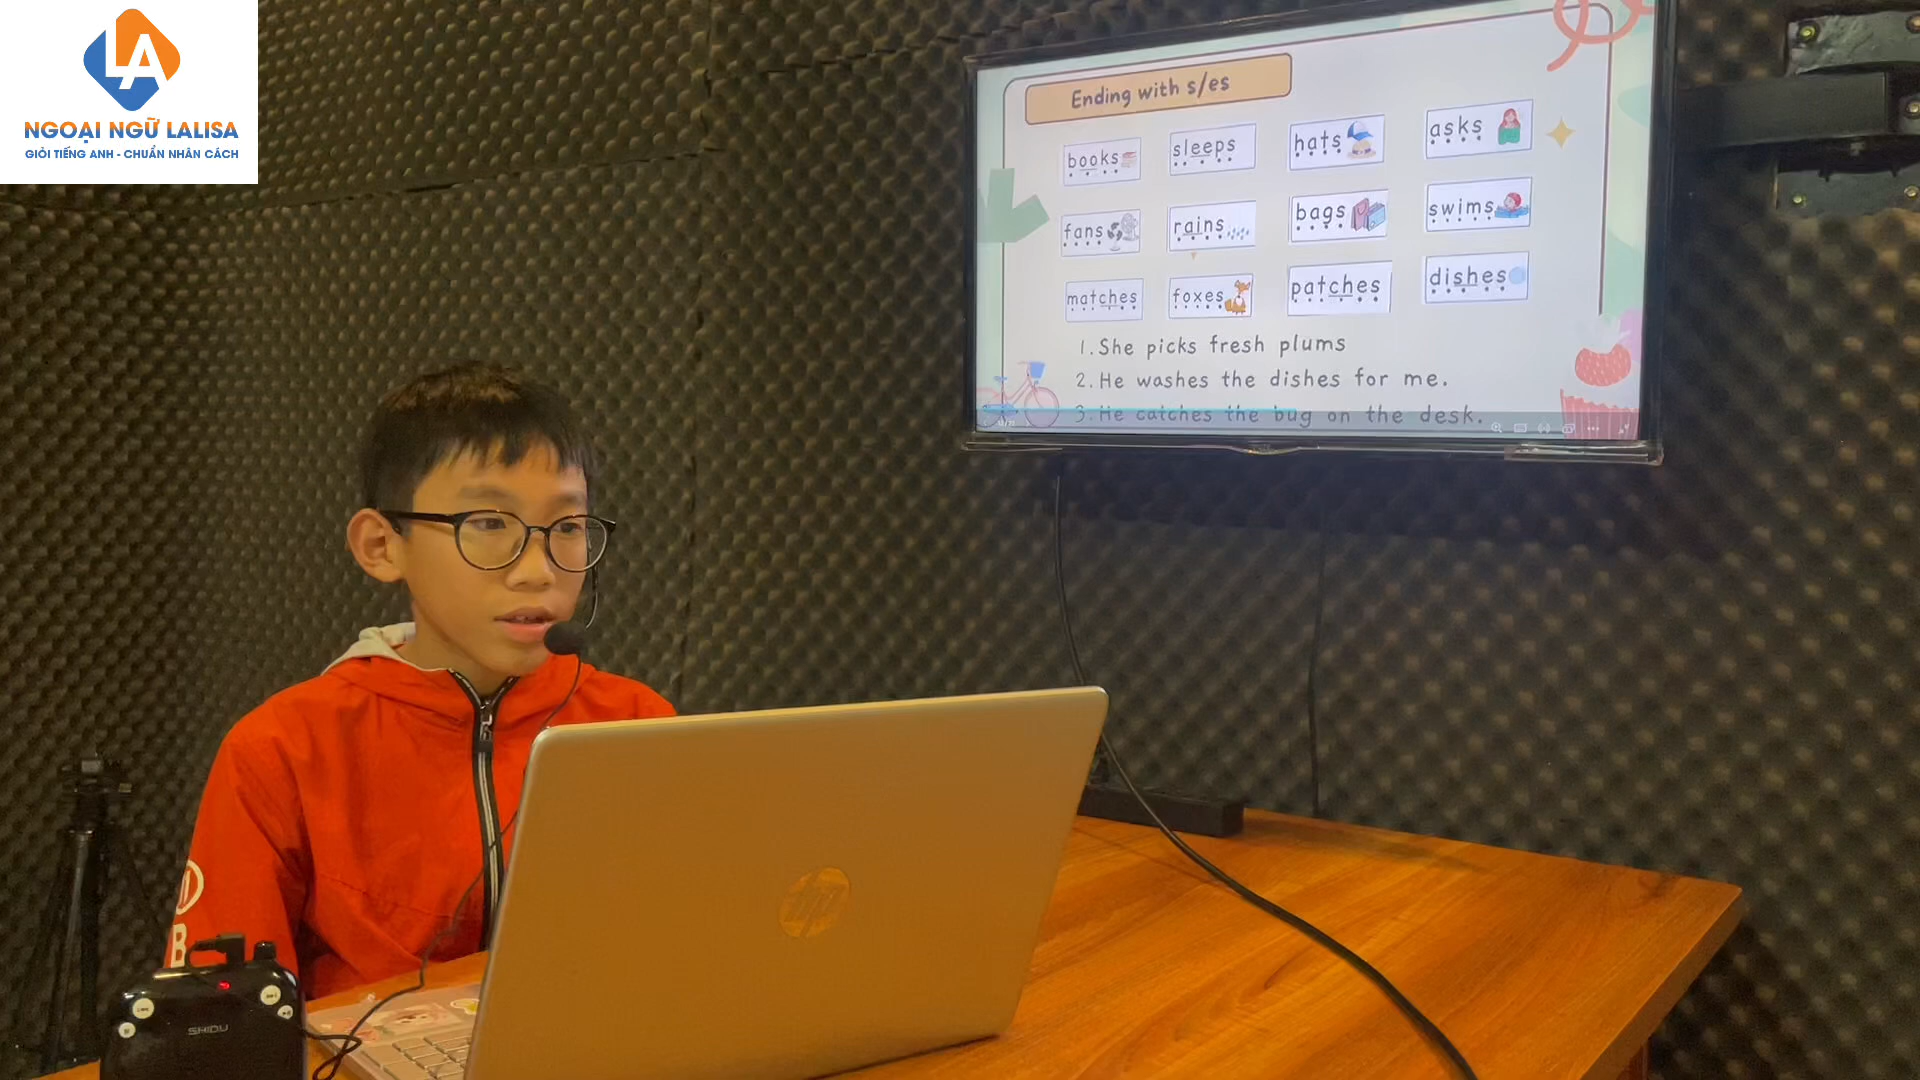 LA
NGOẠI NGỮ LALISA
GIỎI TIẾNG ANH - CHUẨN NHÂN CÁCH
Ending with s/es
books sleeps hats asks
fans rains bags swims
matches foxes patches dishes
1. She picks fresh plums
2. He washes the dishes for me.
3. He catches the bug on the desk.
hp
SHIDU
B